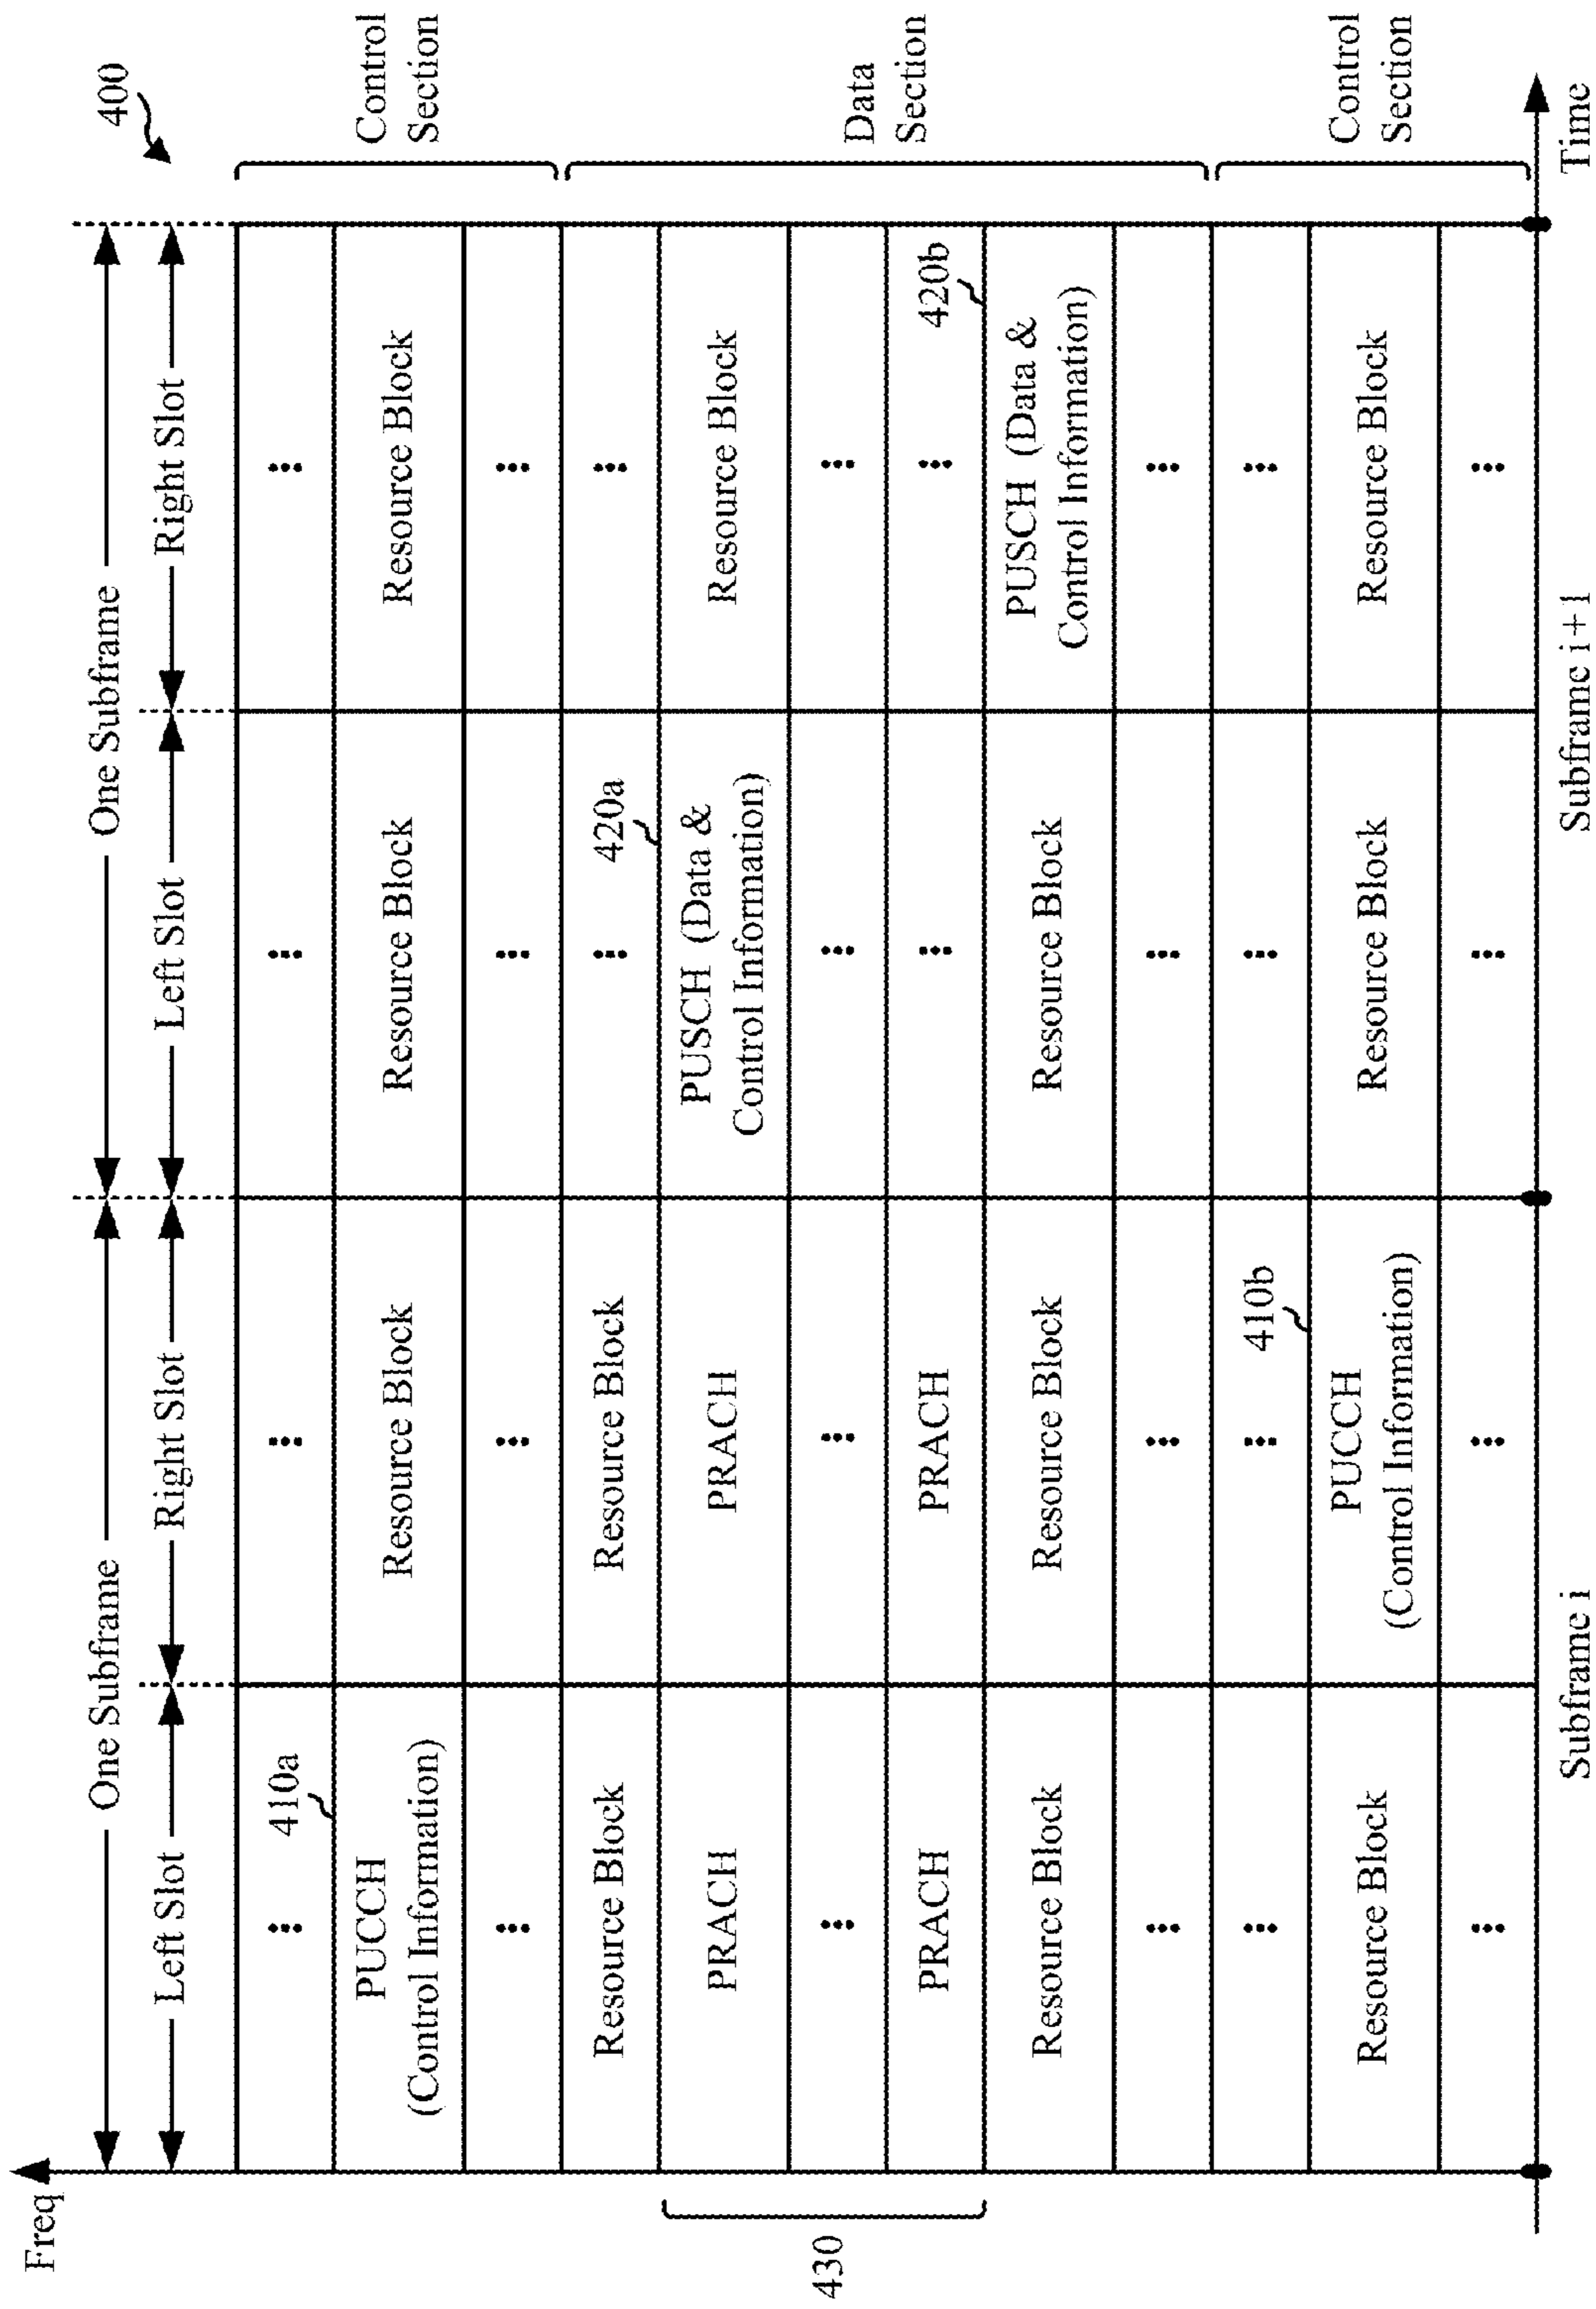 400
One Subframe
One Subframe
Left Slot
Right Slot
Left Slot
Right Slot
Freq
410a
PUCCH
(Control Information)
Resource Block
Resource Block
Resource Block
Control
Section
420a
Resource Block
Resource Block
430
PRACH
PRACH
PUSCH (Data &
Control Information)
Resource Block
PRACH
PRACH
420b
Resource Block
Resource Block
Resource Block
PUSCH (Data &
Control Information)
Data
Section
410b
Resource Block
PUCCH
(Control Information)
Resource Block
Resource Block
Control
Section
Subframe i
Subframe i+1
Time